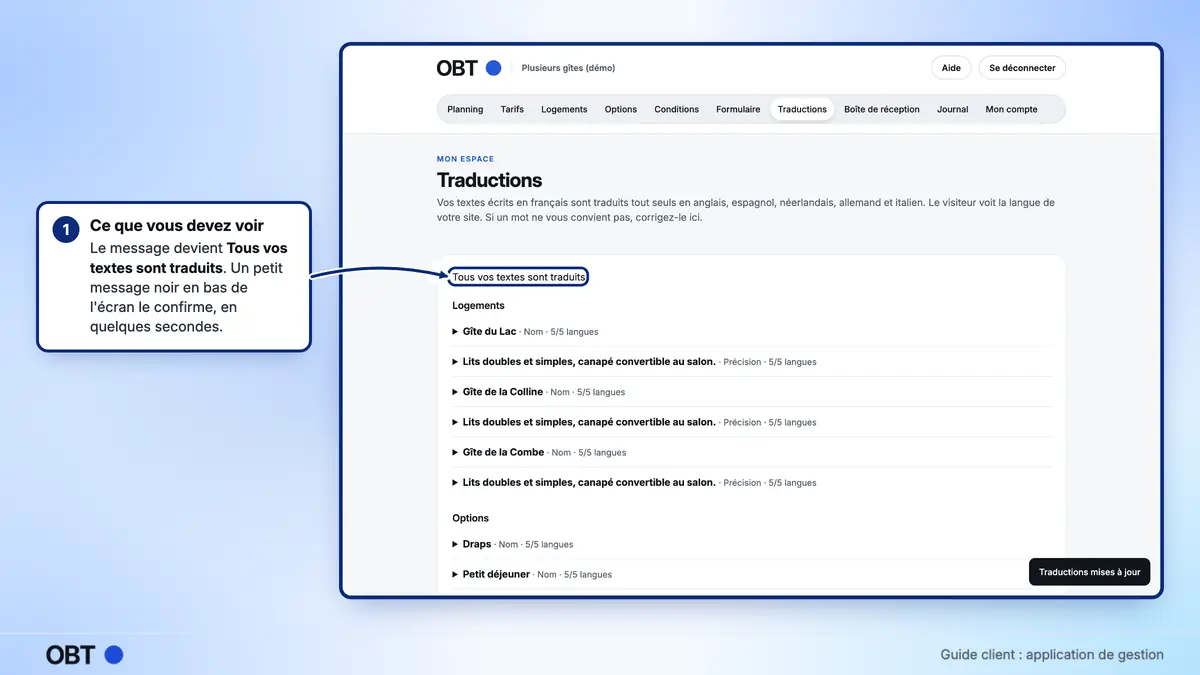 OBT
Plusieurs gîtes (démo)
Aide
Se déconnecter
Planning
Tarifs
Logements
Options
Conditions
Formulaire
Traductions
Boîte de réception
Journal
Mon compte
MON ESPACE
Traductions
Vos textes écrits en français sont traduits tout seuls en anglais, espagnol, néerlandais, allemand et italien. Le visiteur voit la langue de
votre site. Si un mot ne vous convient pas, corrigez-le ici.
1
Ce que vous devez voir
Le message devient Tous vos
textes sont traduits. Un petit
message noir en bas de
l'écran le confirme, en
quelques secondes.
Tous vos textes sont traduits
Logements
Gîte du Lac · Nom · 5/5 langues
Lits doubles et simples, canapé convertible au salon. · Précision · 5/5 langues
Gîte de la Colline · Nom · 5/5 langues
Lits doubles et simples, canapé convertible au salon. · Précision · 5/5 langues
Gîte de la Combe · Nom · 5/5 langues
Lits doubles et simples, canapé convertible au salon. · Précision · 5/5 langues
Options
Draps · Nom · 5/5 langues
Petit déjeuner · Nom · 5/5 langues
Traductions mises à jour
OBT
Guide client : application de gestion